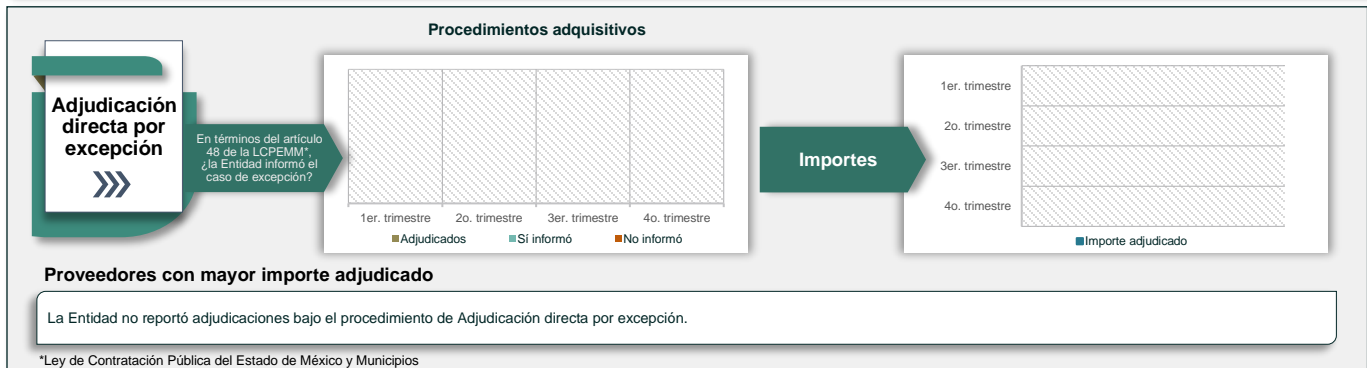 Procedimientos adquisitivos
Adjudicación
directa por
excepción
En términos del artículo
48 de la LCPEMM*,
¿la Entidad informó el
caso de excepción?
1er. trimestre 2o. trimestre 3er. trimestre 4o. trimestre
Adjudicados Sí informó No informó
Importes
1er. trimestre
2o. trimestre
3er. trimestre
4o. trimestre
Importe adjudicado
Proveedores con mayor importe adjudicado
La Entidad no reportó adjudicaciones bajo el procedimiento de Adjudicación directa por excepción.
*Ley de Contratación Pública del Estado de México y Municipios